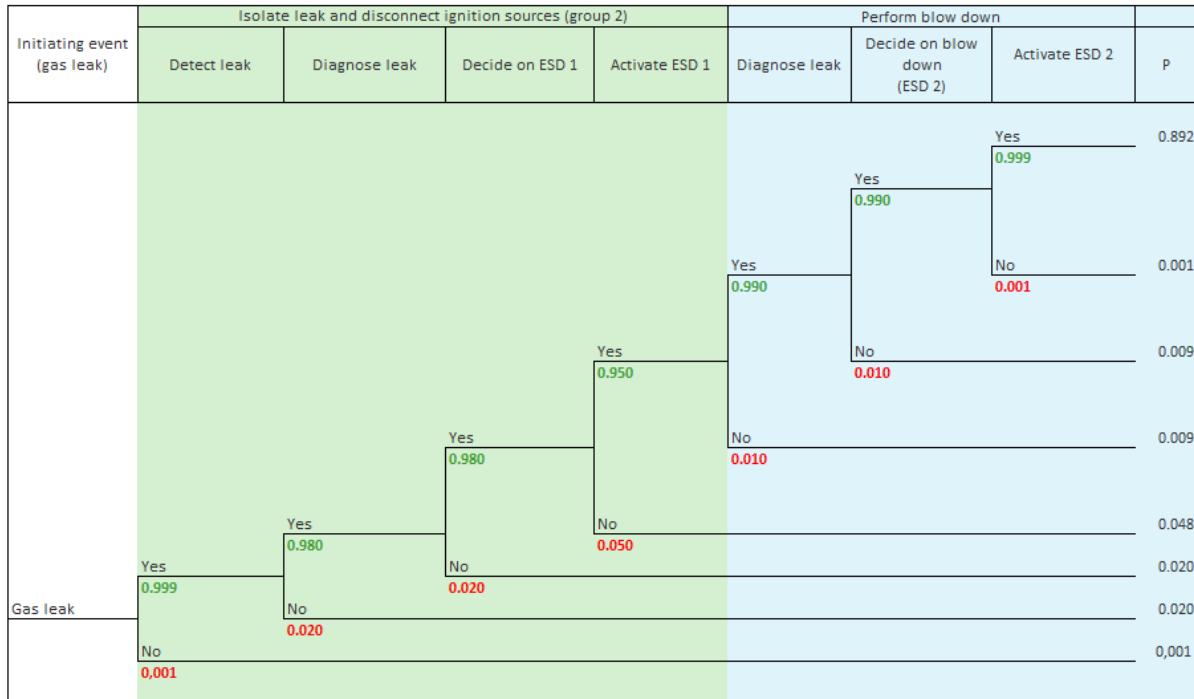 Isolate leak and disconnect ignition sources (group 2)
Perform blow down
Initiating event
(gas leak)
Detect leak
Diagnose leak
Decide on ESD 1
Activate ESD 1
Diagnose leak
Decide on blow
down
(ESD 2)
Activate ESD 2
P
Yes
0.892
0.999
Yes
0.990
Yes
No
0.001
0.990
0.001
Yes
No
0.009
0.950
0.010
Yes
No
0.009
0.980
0.010
Yes
No
0.048
0.980
0.050
Yes
No
0.020
0.999
0.020
Gas leak
No
0.020
0.020
No
0,001
0,001